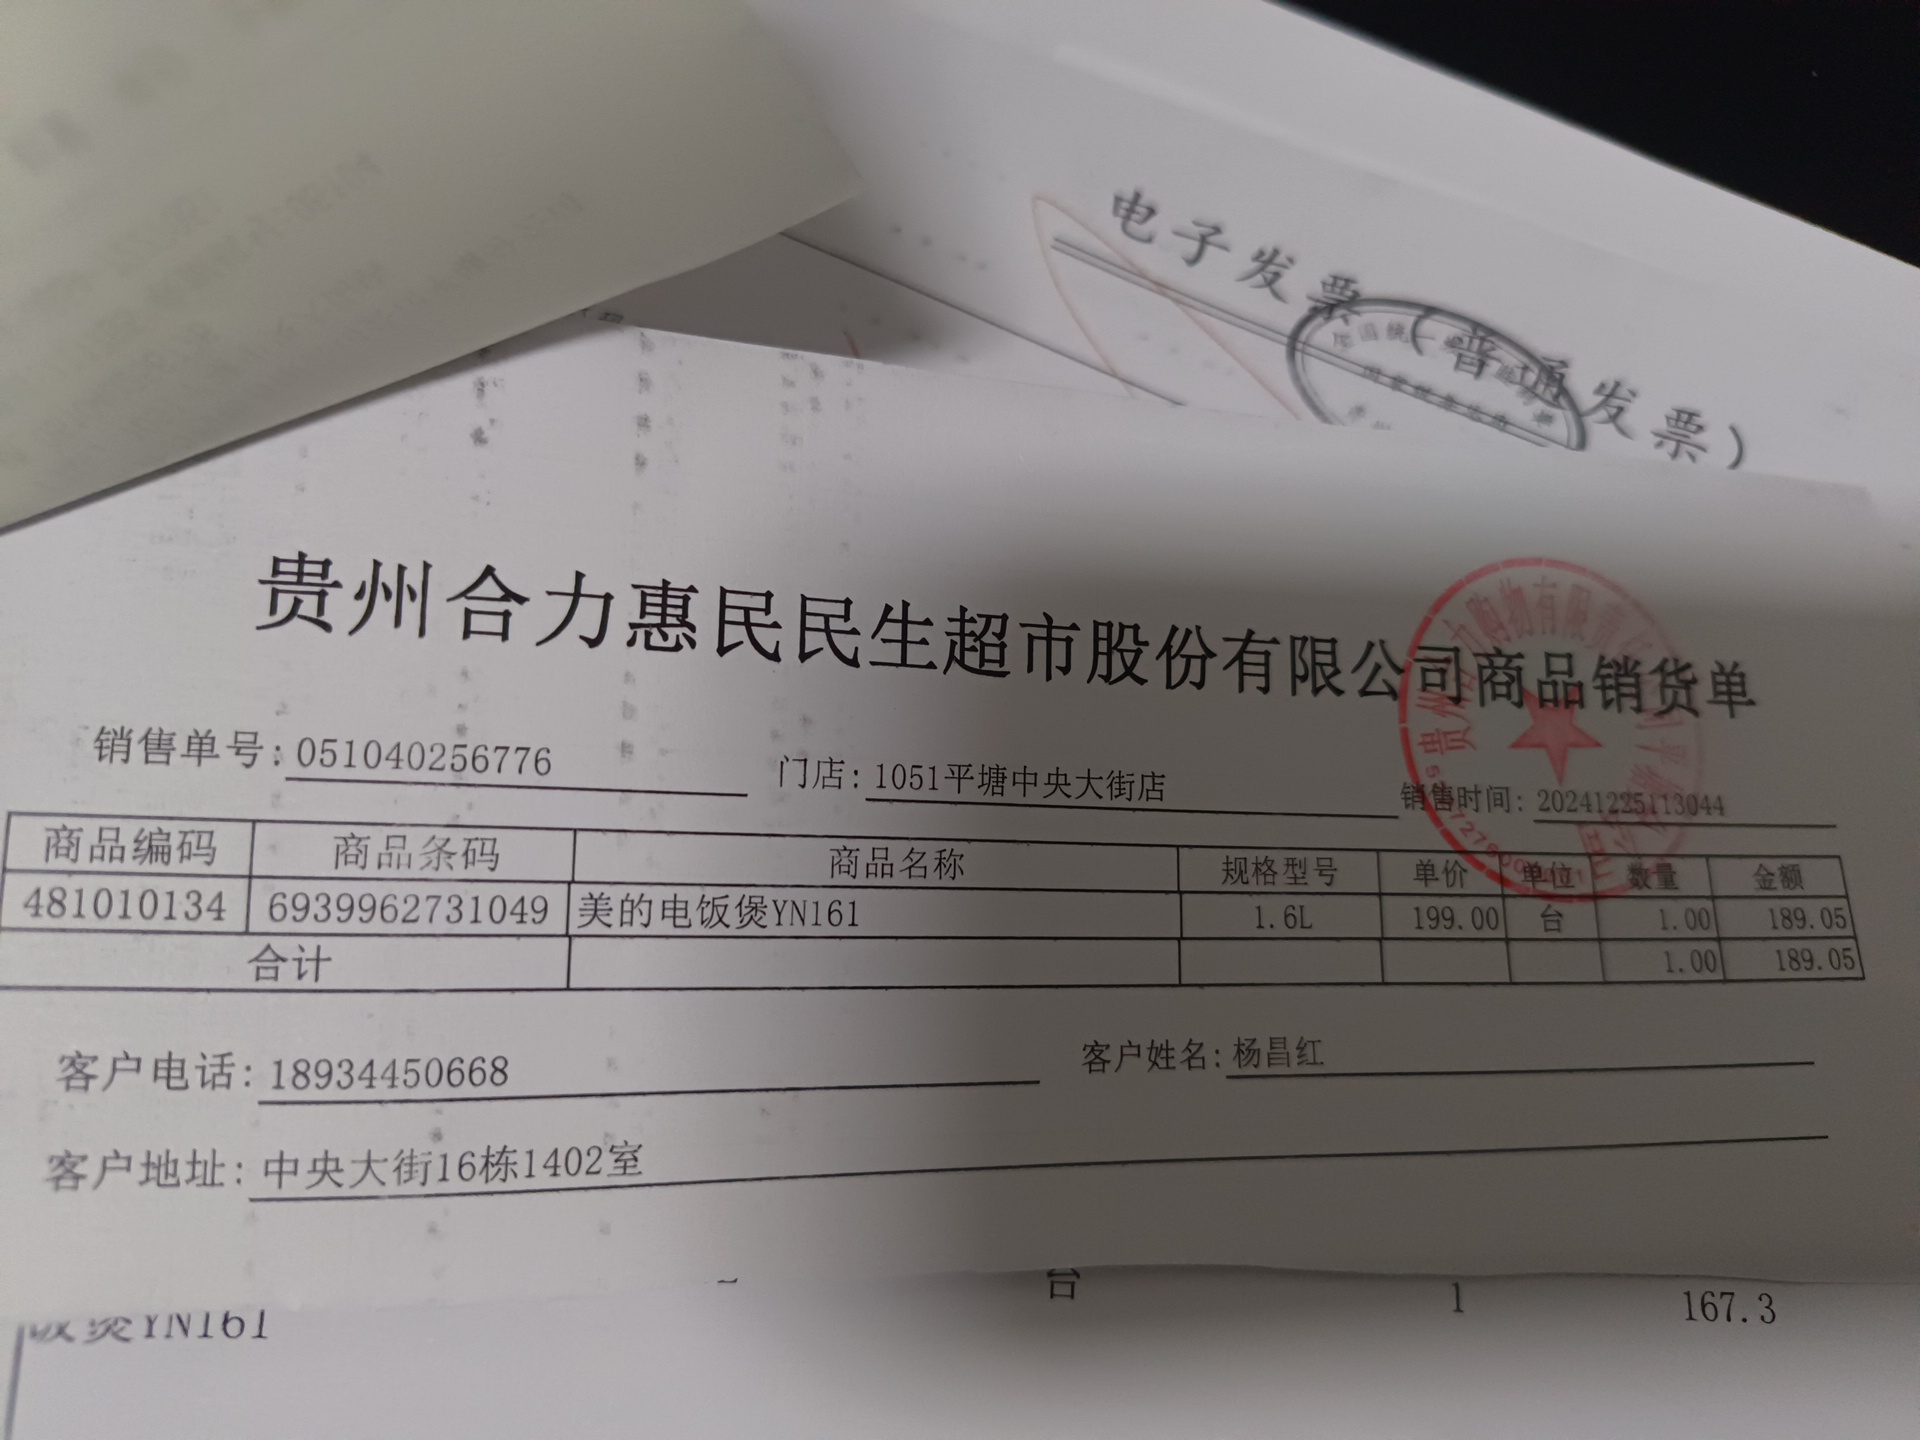 电子发票（普通发票）
贵州合力惠民民生超市股份有限公司商品销货单
销售单号：051040256776 门店：1051平塘中央大街店 销售时间：20241225113044
商品编码 商品条码 商品名称 规格型号 单价 单位 数量 金额
481010134 6939962731049 美的电饭煲YN161 1.6L 199.00 台 1.00 189.05
合计 1.00 189.05
客户电话：18934450668 客户姓名：杨昌红
客户地址：中央大街16栋1402室
饭煲YN161 台 1 167.3